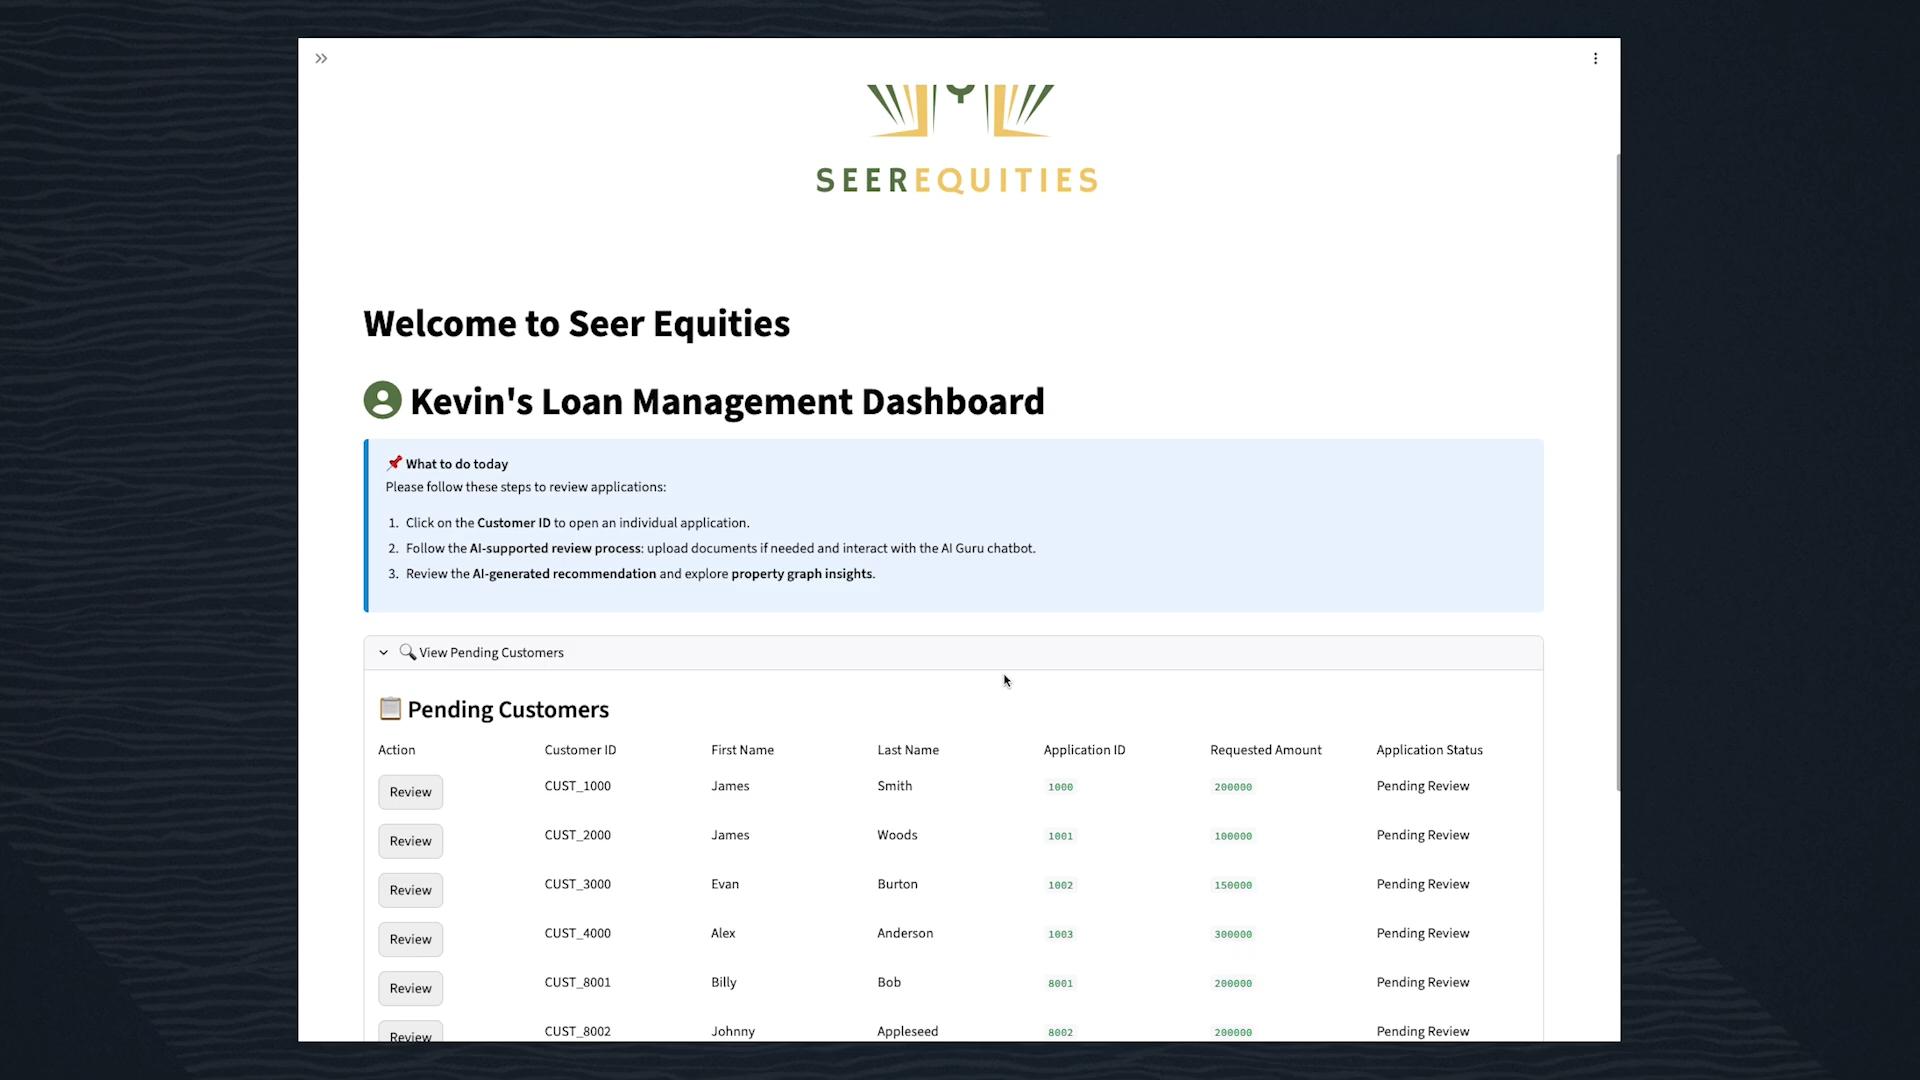 SEEREQUITIES
Welcome to Seer Equities
Kevin's Loan Management Dashboard
What to do today
Please follow these steps to review applications:
1. Click on the Customer ID to open an individual application.
2. Follow the AI-supported review process: upload documents if needed and interact with the AI Guru chatbot.
3. Review the AI-generated recommendation and explore property graph insights.
View Pending Customers
Pending Customers
Action Customer ID First Name Last Name Application ID Requested Amount Application Status
Review CUST_1000 James Smith 1000 200000 Pending Review
Review CUST_2000 James Woods 1001 100000 Pending Review
Review CUST_3000 Evan Burton 1002 150000 Pending Review
Review CUST_4000 Alex Anderson 1003 300000 Pending Review
Review CUST_8001 Billy Bob 8001 200000 Pending Review
Review CUST_8002 Johnny Appleseed 8002 200000 Pending Review